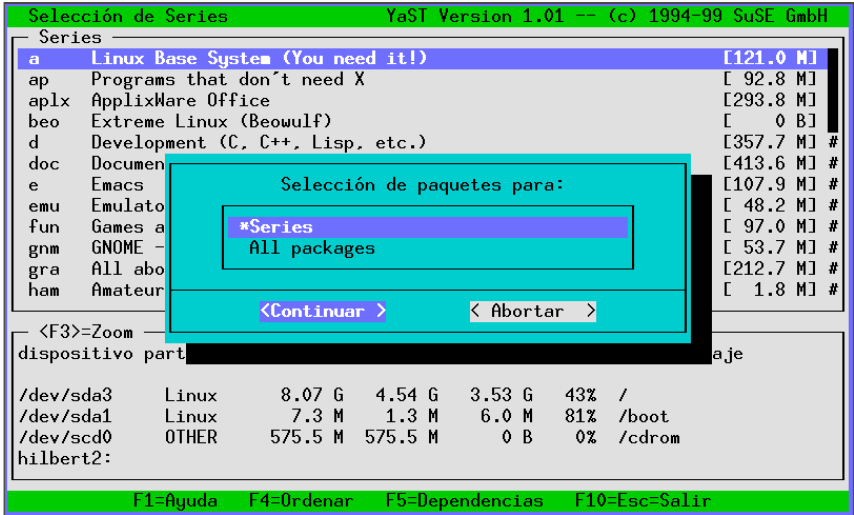 Selección de Series YaST Version 1.01 -- (c) 1994-99 SuSE GmbH
Series
a Linux Base System (You need it!) [121.0 M]
ap Programs that don´t need X [ 92.8 M]
aplx ApplixWare Office [293.8 M]
beo Extreme Linux (Beowulf) [ 0 B]
d Development (C, C++, Lisp, etc.) [357.7 M] #
doc Documen [413.6 M] #
e Emacs [107.9 M] #
emu Emulato [ 48.2 M] #
fun Games a [ 97.0 M] #
gnm GNOME - [ 53.7 M] #
gra All abo [212.7 M] #
ham Amateur [ 1.8 M] #
Selección de paquetes para:
*Series
All packages
<Continuar > < Abortar >
<F3>=Zoom
dispositivo part aje
/dev/sda3 Linux 8.07 G 4.54 G 3.53 G 43% /
/dev/sda1 Linux 7.3 M 1.3 M 6.0 M 81% /boot
/dev/scd0 OTHER 575.5 M 575.5 M 0 B 0% /cdrom
hilbert2:
F1=Ayuda F4=Ordenar F5=Dependencias F10=Esc=Salir